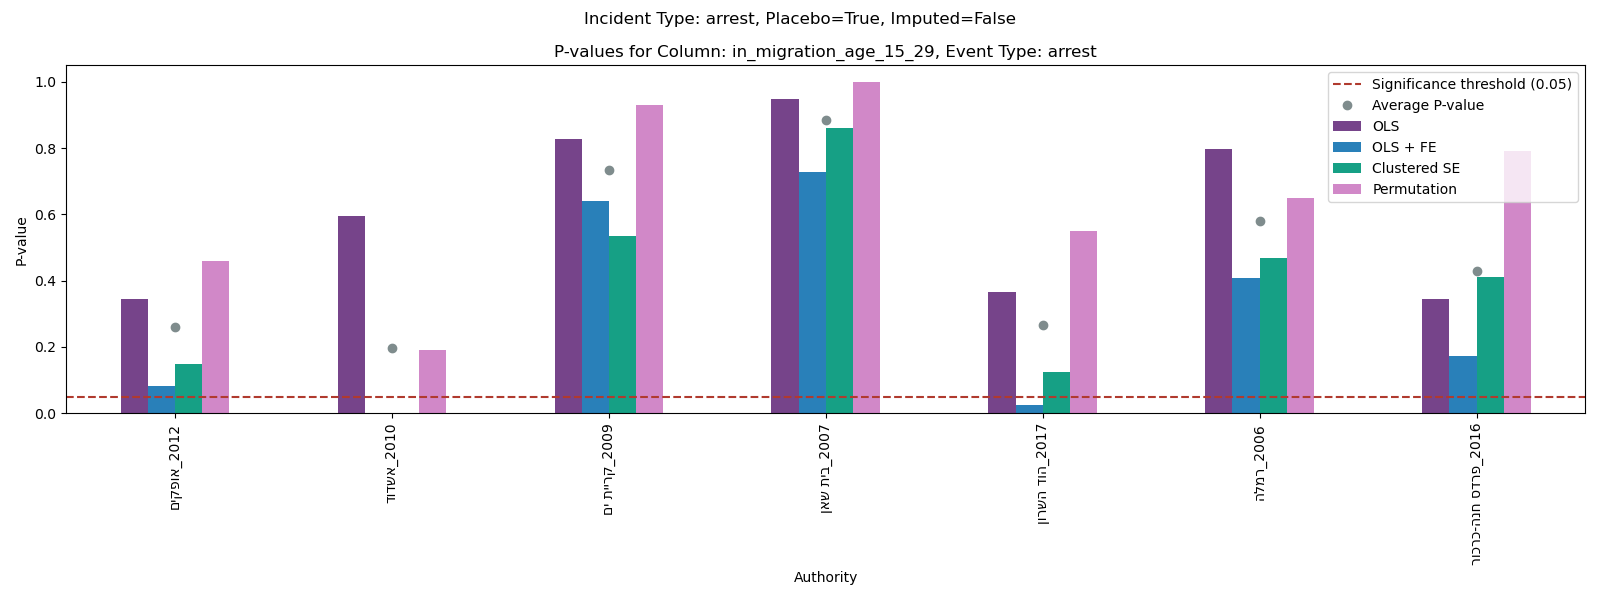 Incident Type: arrest, Placebo=True, Imputed=False
P-values for Column: in_migration_age_15_29, Event Type: arrest
P-value
1.0
0.8
0.6
0.4
0.2
0.0
Significance threshold (0.05)
Average P-value
OLS
OLS + FE
Clustered SE
Permutation
אופקים_2012
אשדוד_2010
קריית ים_2009
בית שאן_2007
הוד השרון_2017
רמלה_2006
פרדס חנה-כרכור_2016
Authority